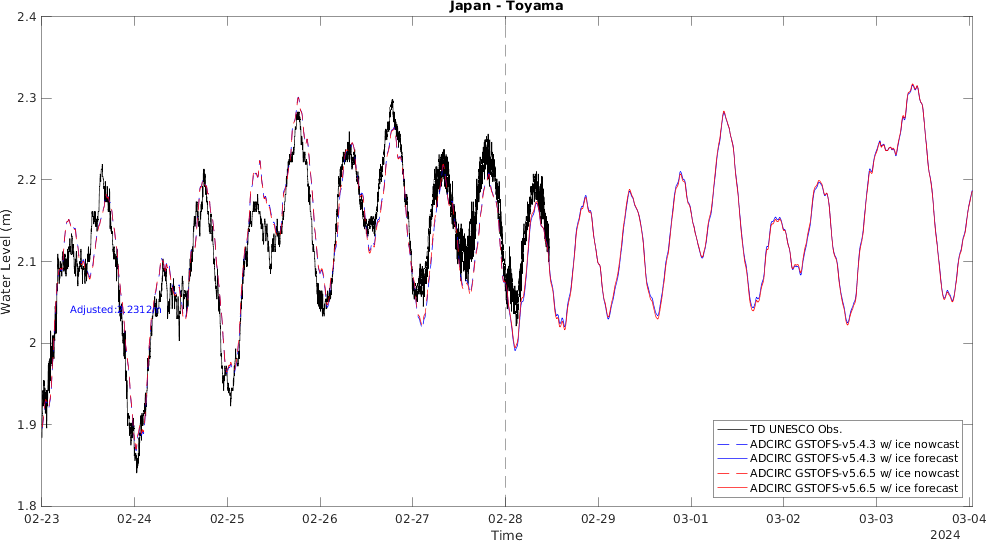 Japan - Toyama
2.4
2.3
2.2
2.1
2
1.9
1.8
Water Level (m)
02-23
02-24
02-25
02-26
02-27
02-28
02-29
03-01
03-02
03-03
03-04
Time
2024
TD UNESCO Obs.
ADCIRC GSTOFS-v5.4.3 w/ ice nowcast
ADCIRC GSTOFS-v5.4.3 w/ ice forecast
ADCIRC GSTOFS-v5.6.5 w/ ice nowcast
ADCIRC GSTOFS-v5.6.5 w/ ice forecast